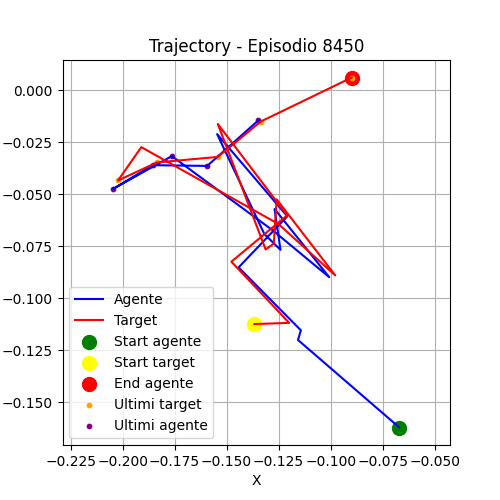 Trajectory - Episodio 8450
0.000
−0.025
−0.050
−0.075
−0.100
−0.125
−0.150
Agente
Target
Start agente
Start target
End agente
Ultimi target
Ultimi agente
−0.225 −0.200 −0.175 −0.150 −0.125 −0.100 −0.075 −0.050
X